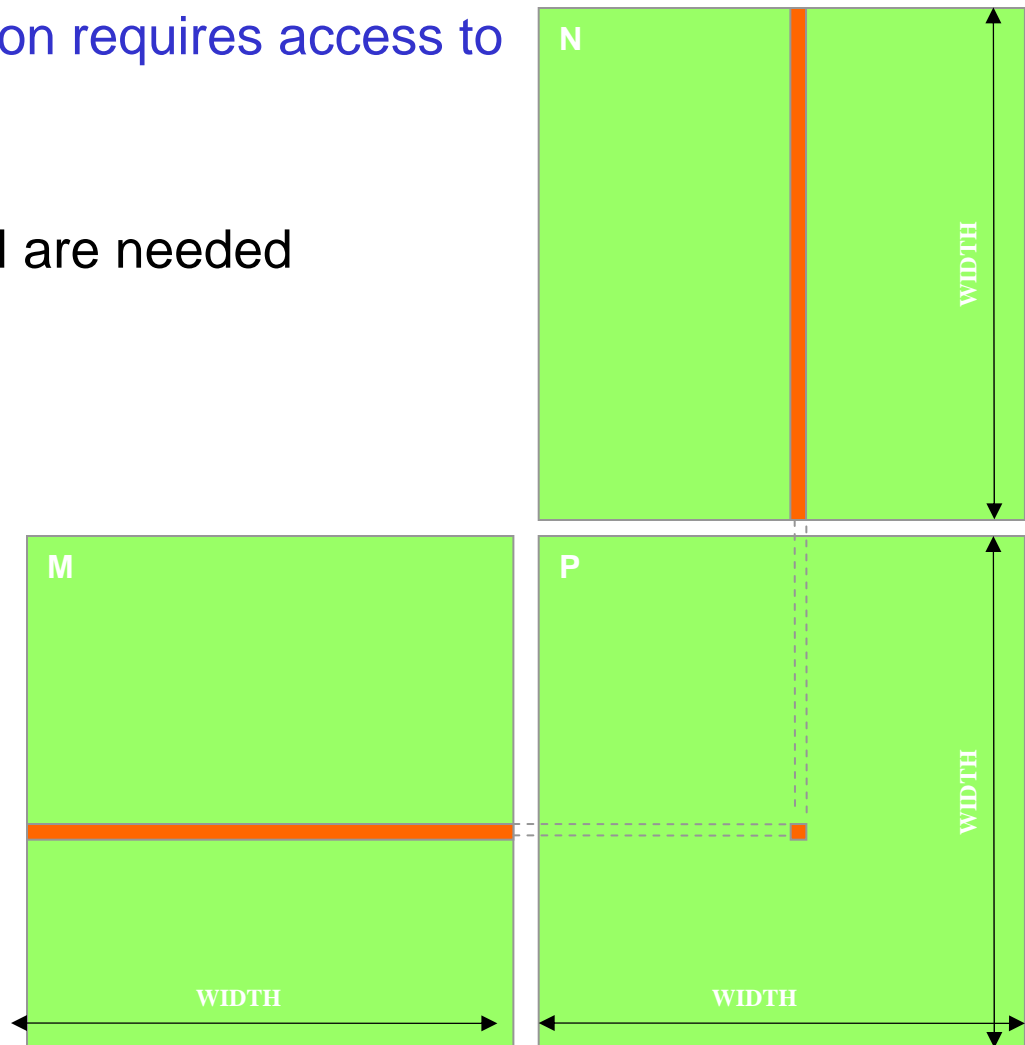 on requires access to
N
are needed
WIDTH
M
P
WIDTH
WIDTH
WIDTH